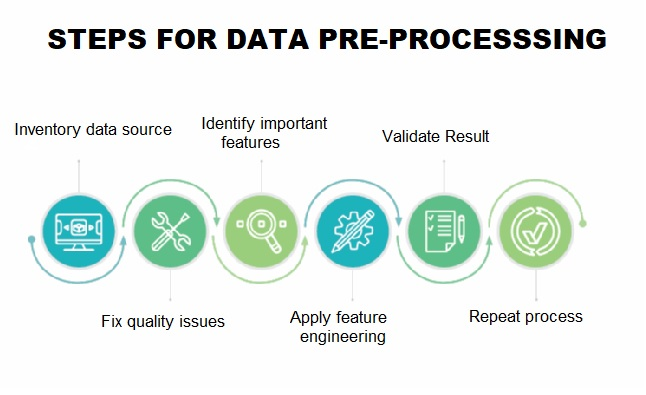 STEPS FOR DATA PRE-PROCESSSING
Inventory data source
Fix quality issues
Identify important
features
Apply feature
engineering
Validate Result
Repeat process